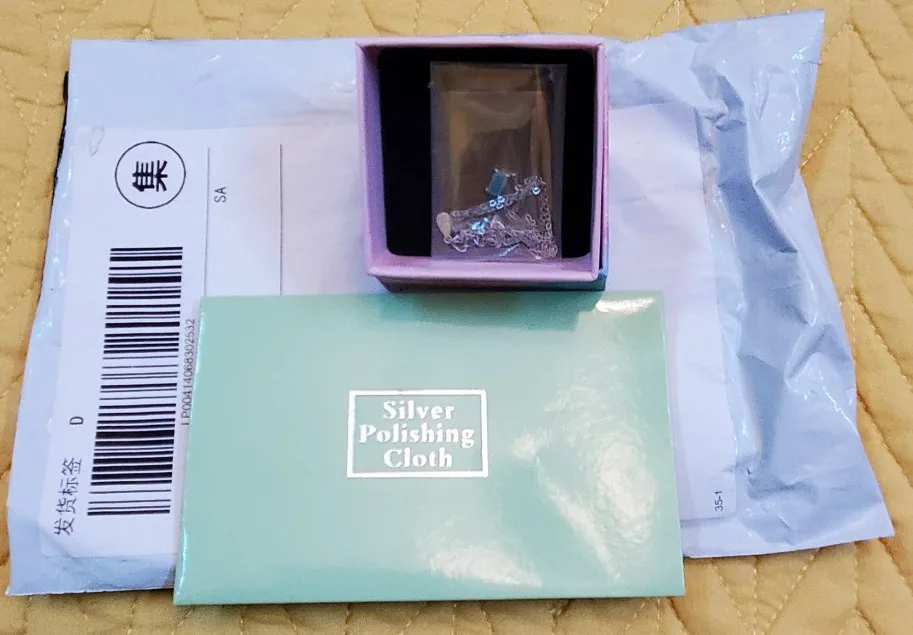 集
SA
LP00414068302532
发货标签 D
Silver
Polishing
Cloth
35-1